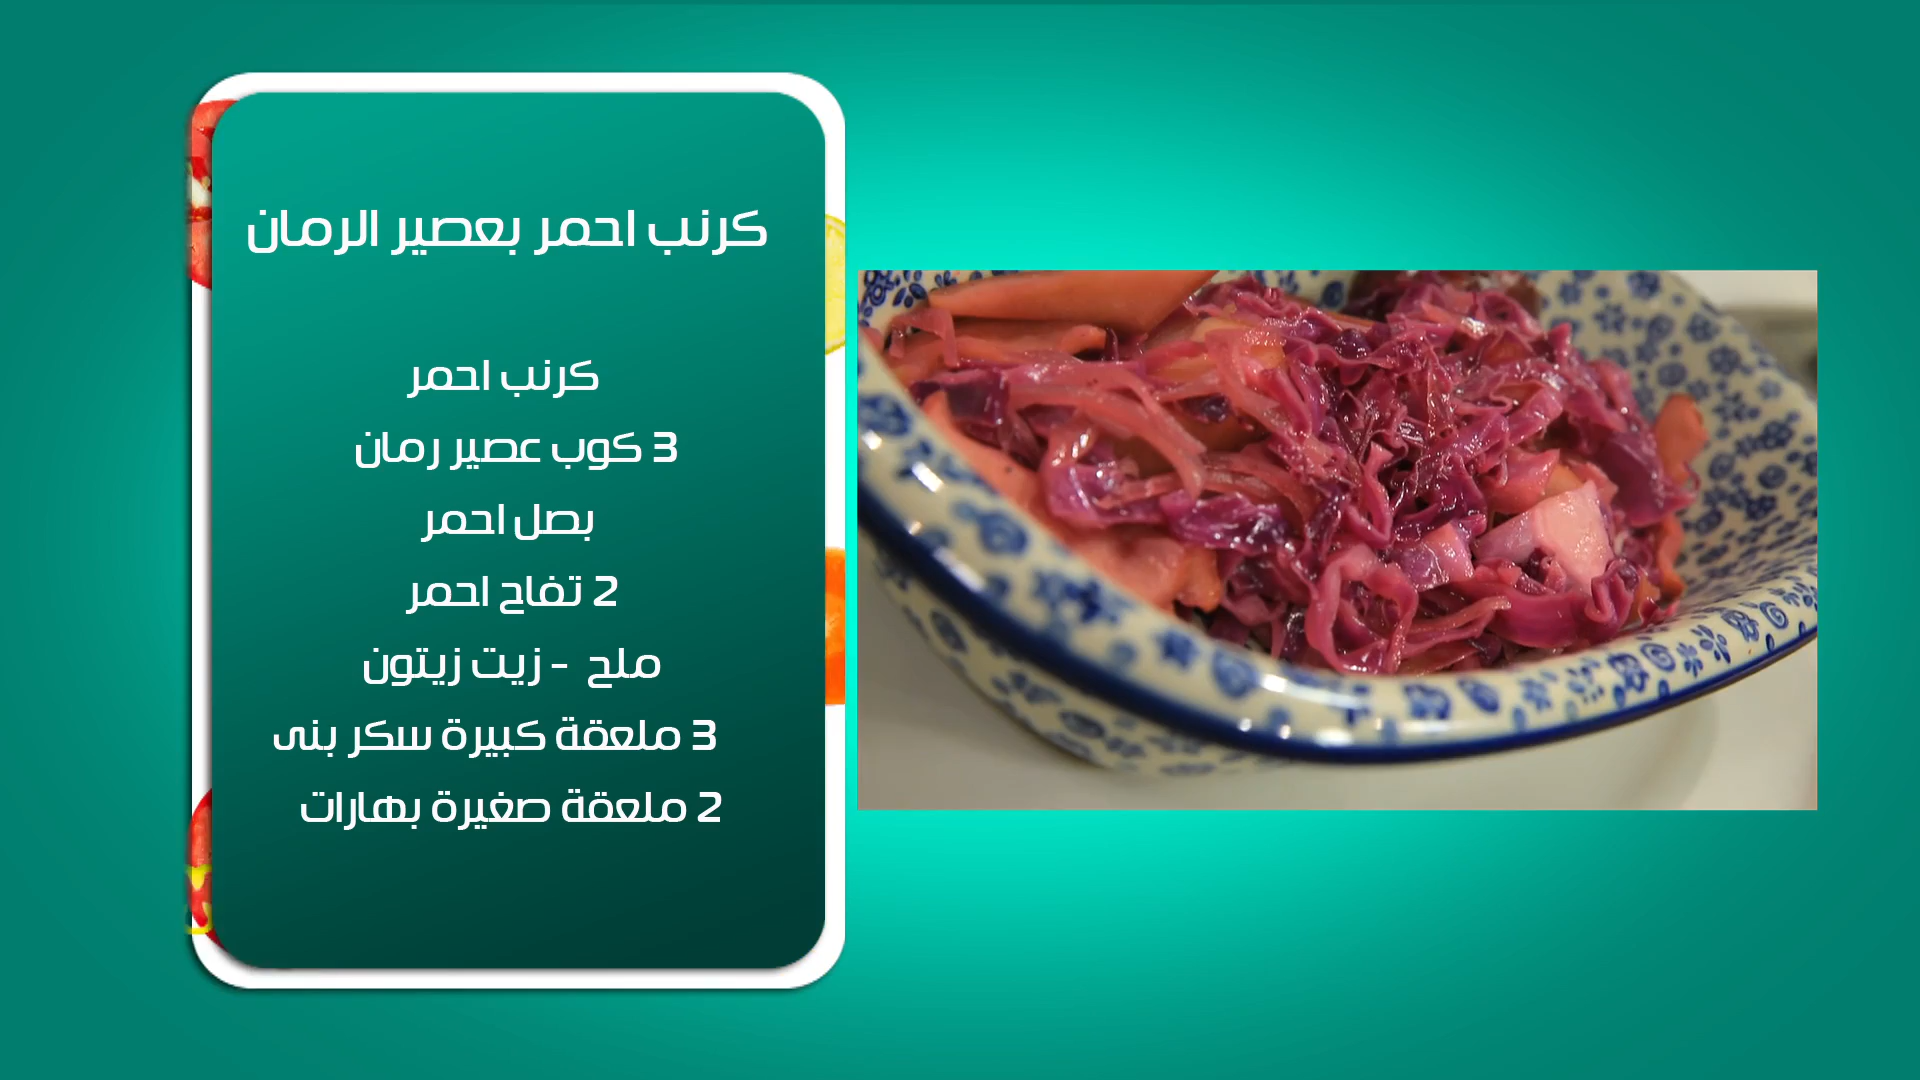 كرنب احمر بعصير الرمان
كرنب احمر
3 كوب عصير رمان
بصل احمر
2 تفاح احمر
ملح - زيت زيتون
3 ملعقة كبيرة سكر بنى
2 ملعقة صغيرة بهارات